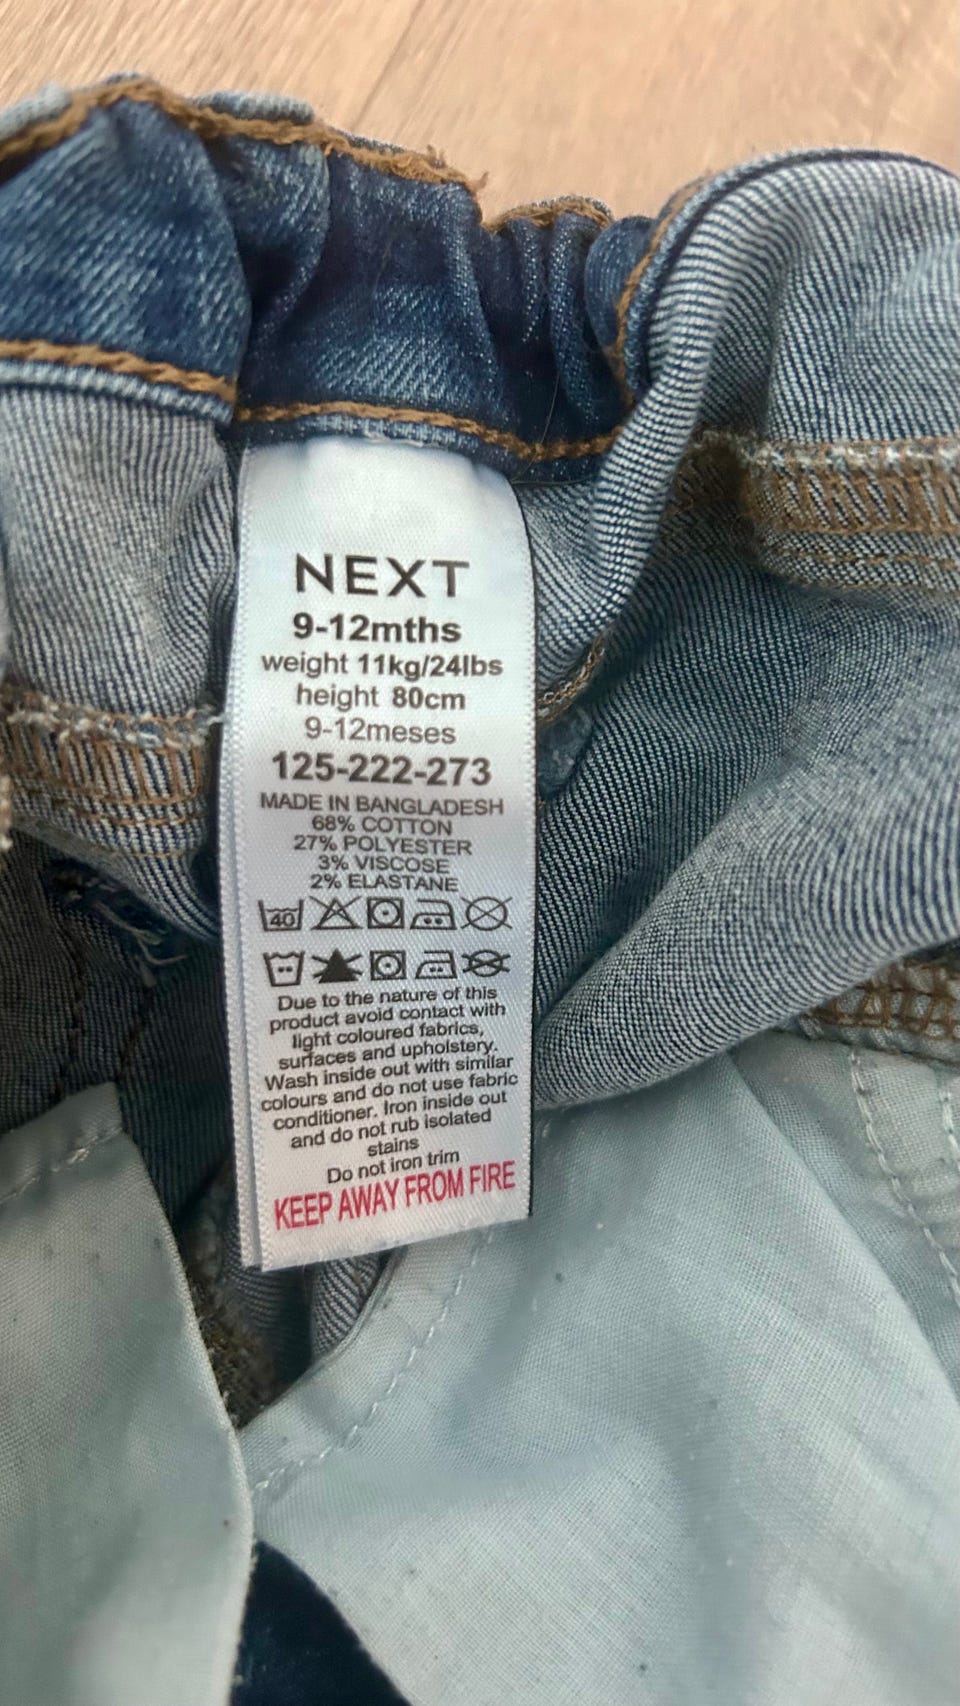 NEXT
9-12mths
weight 11kg/24lbs
height 80cm
9-12meses
125-222-273
MADE IN BANGLADESH
68% COTTON
27% POLYESTER
3% VISCOSE
2% ELASTANE
40
Due to the nature of this
product avoid contact with
light coloured fabrics,
surfaces and upholstery.
Wash inside out with similar
colours and do not use fabric
conditioner. Iron inside out
and do not rub isolated
stains
Do not iron trim
KEEP AWAY FROM FIRE